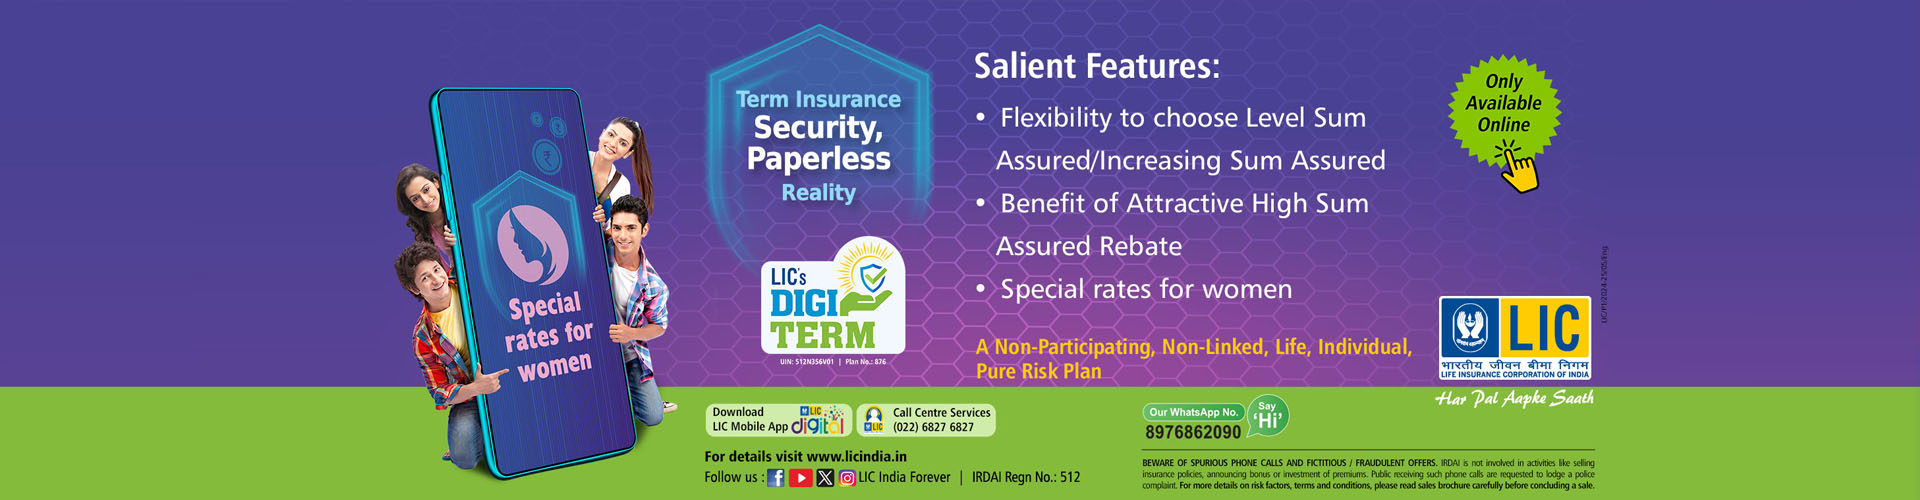 Special
rates for
women
Term Insurance
Security,
Paperless
Reality
LIC's
DIGI
TERM
UIN: 512N356V01 | Plan No.: 876
Salient Features:
• Flexibility to choose Level Sum
Assured/Increasing Sum Assured
• Benefit of Attractive High Sum
Assured Rebate
• Special rates for women
A Non-Participating, Non-Linked, Life, Individual,
Pure Risk Plan
Only
Available
Online
LIC/P1/2024-25/05/Eng
LIC
भारतीय जीवन बीमा निगम
LIFE INSURANCE CORPORATION OF INDIA
Har Pal Aapke Saath
Download
LIC Mobile App
LIC
digital
LIC
Call Centre Services
(022) 6827 6827
For details visit www.licindia.in
Follow us : LIC India Forever | IRDAI Regn No.: 512
Our WhatsApp No.
8976862090
Say
'Hi'
BEWARE OF SPURIOUS PHONE CALLS AND FICTITIOUS / FRAUDULENT OFFERS. IRDAI is not involved in activities like selling
insurance policies, announcing bonus or investment of premiums. Public receiving such phone calls are requested to lodge a police
complaint. For more details on risk factors, terms and conditions, please read sales brochure carefully before concluding a sale.